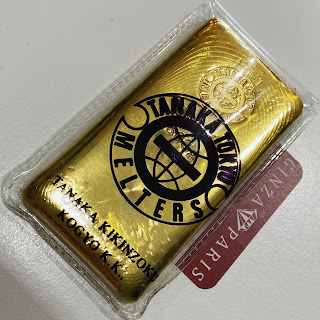 TANAKA TOKYO
MELTERS
TANAKA KIKINZOKU
KOGYO K.K.
GINZA PARIS